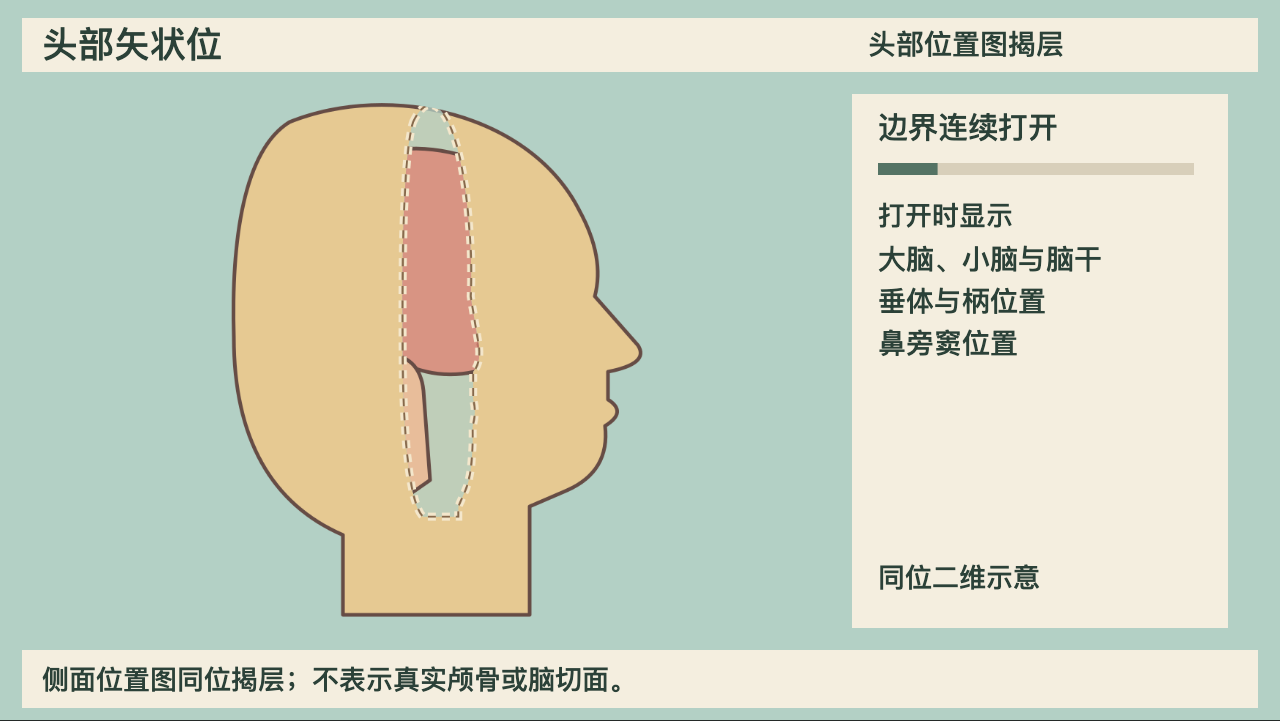 头部矢状位
头部位置图揭层
边界连续打开
打开时显示
大脑、小脑与脑干
垂体与柄位置
鼻旁窦位置
同位二维示意
侧面位置图同位揭层；不表示真实颅骨或脑切面。